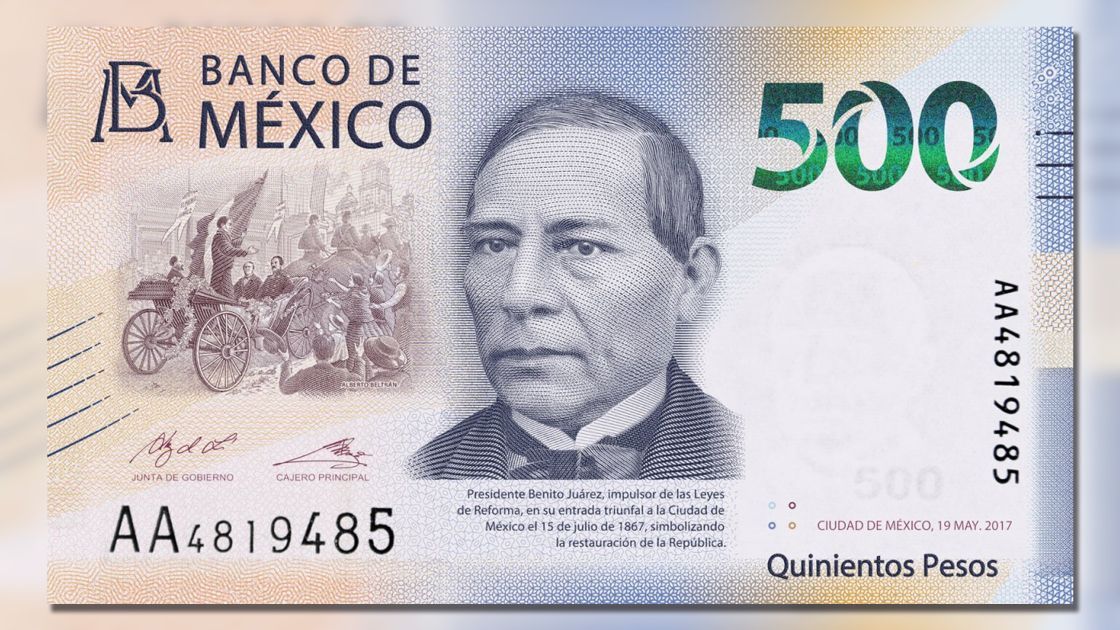 BM
BANCO DE
MÉXICO
500
ALBERTO BELTRÁN
JUNTA DE GOBIERNO
CAJERO PRINCIPAL
AA4819485
Presidente Benito Juárez, impulsor de las Leyes
de Reforma, en su entrada triunfal a la Ciudad de
México el 15 de julio de 1867, simbolizando
la restauración de la República.
AA4819485
500
CIUDAD DE MÉXICO, 19 MAY. 2017
Quinientos Pesos